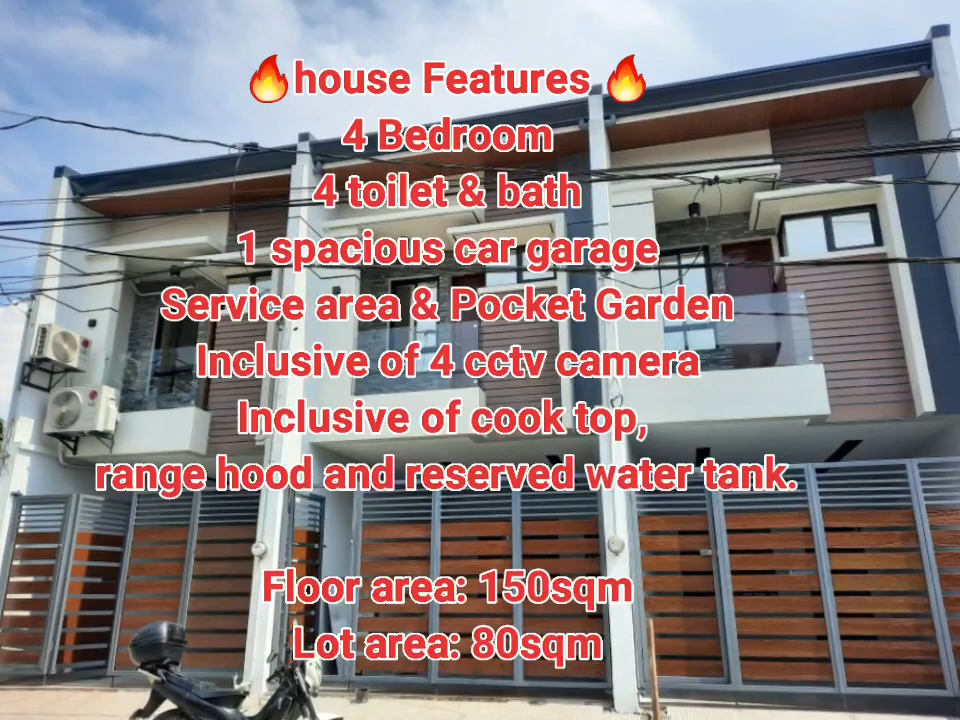 🔥house Features 🔥
4 Bedroom
4 toilet & bath
1 spacious car garage
Service area & Pocket Garden
Inclusive of 4 cctv camera
Inclusive of cook top,
range hood and reserved water tank.
Floor area: 150sqm
Lot area: 80sqm